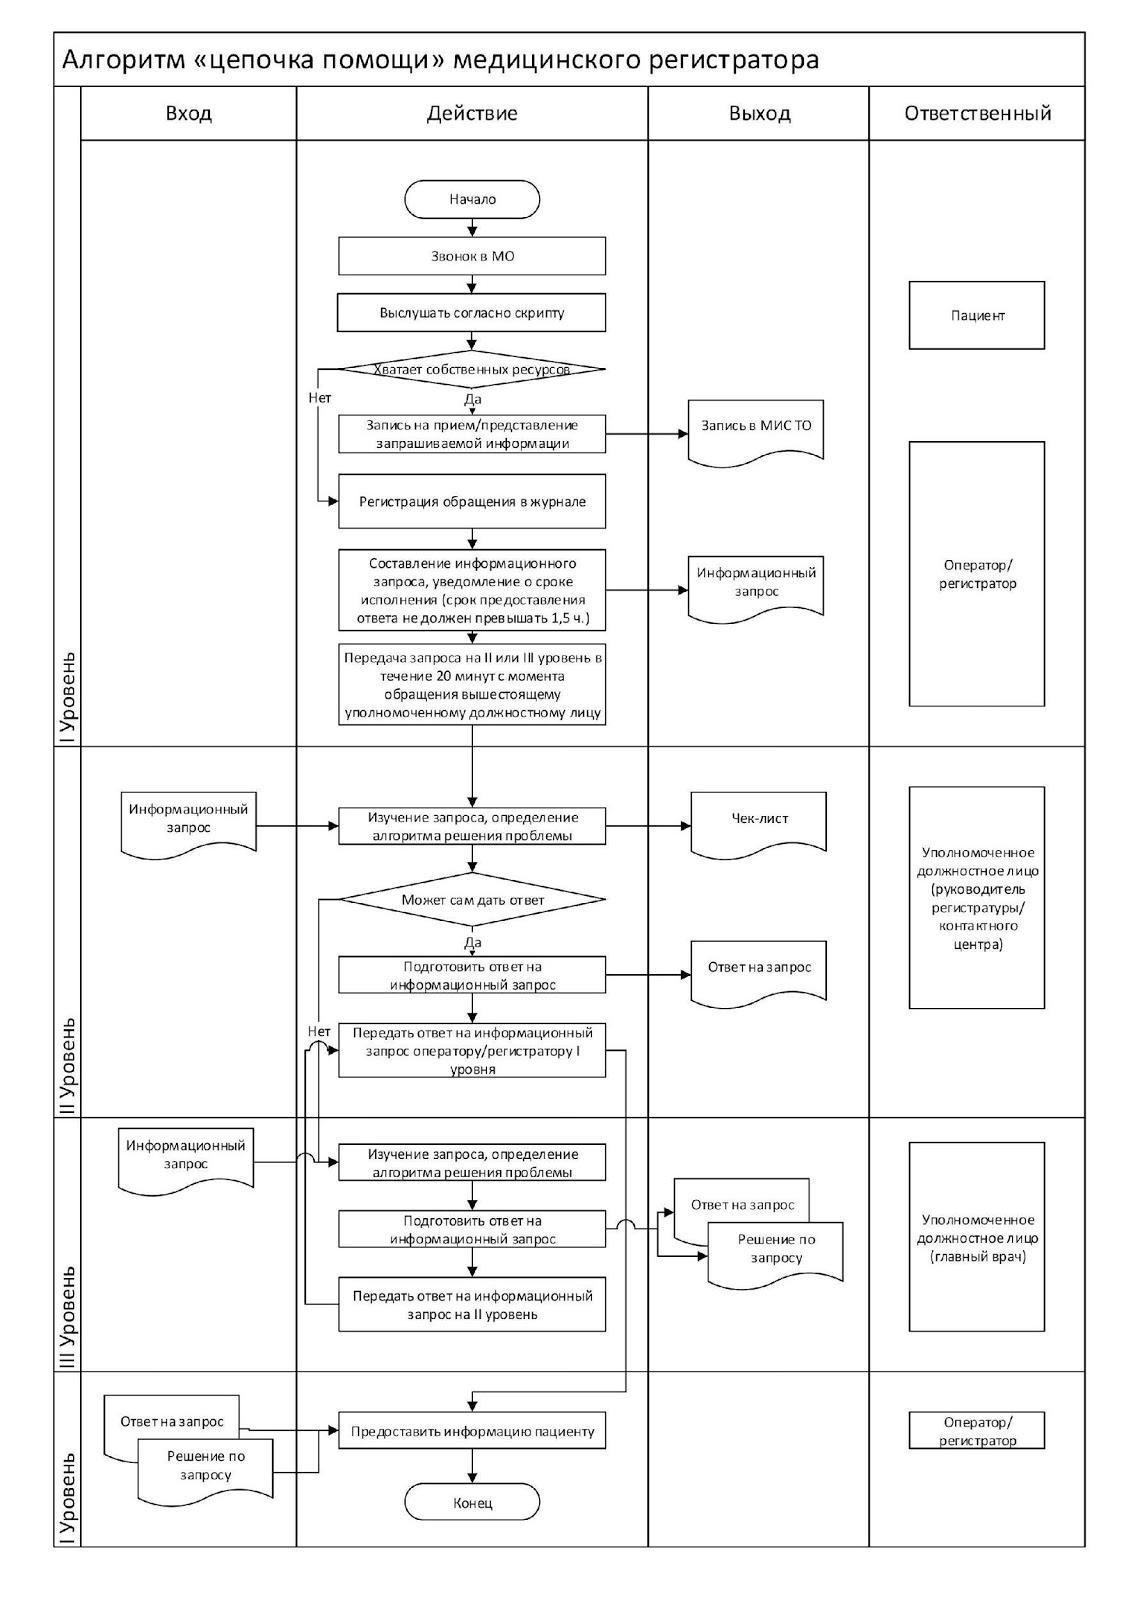 Алгоритм «цепочка помощи» медицинского регистратора
Вход
Действие
Выход
Ответственный
I Уровень
Начало
Звонок в МО
Выслушать согласно скрипту
Пациент
Хватает собственных ресурсов
Нет
Да
Запись на прием/представление
запрашиваемой информации
Запись в МИС ТО
Регистрация обращения в журнале
Составление информационного
запроса, уведомление о сроке
исполнения (срок предоставления
ответа не должен превышать 1,5 ч.)
Информационный
запрос
Оператор/
регистратор
Передача запроса на II или III уровень в
течение 20 минут с момента
обращения вышестоящему
уполномоченному должностному лицу
II Уровень
Информационный
запрос
Изучение запроса, определение
алгоритма решения проблемы
Чек-лист
Уполномоченное
должностное лицо
(руководитель
регистратуры/
контактного
центра)
Может сам дать ответ
Да
Подготовить ответ на
информационный запрос
Ответ на запрос
Нет
Передать ответ на информационный
запрос оператору/регистратору I
уровня
III Уровень
Информационный
запрос
Изучение запроса, определение
алгоритма решения проблемы
Подготовить ответ на
информационный запрос
Ответ на запрос
Решение по
запросу
Уполномоченное
должностное лицо
(главный врач)
Передать ответ на информационный
запрос на II уровень
I Уровень
Ответ на запрос
Решение по
запросу
Предоставить информацию пациенту
Оператор/
регистратор
Конец